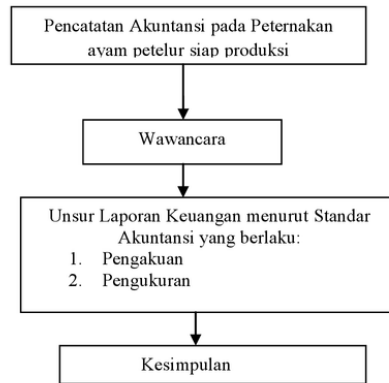 Pencatatan Akuntansi pada Peternakan
ayam petelur siap produksi
Wawancara
Unsur Laporan Keuangan menurut Standar
Akuntansi yang berlaku:
1. Pengakuan
2. Pengukuran
Kesimpulan